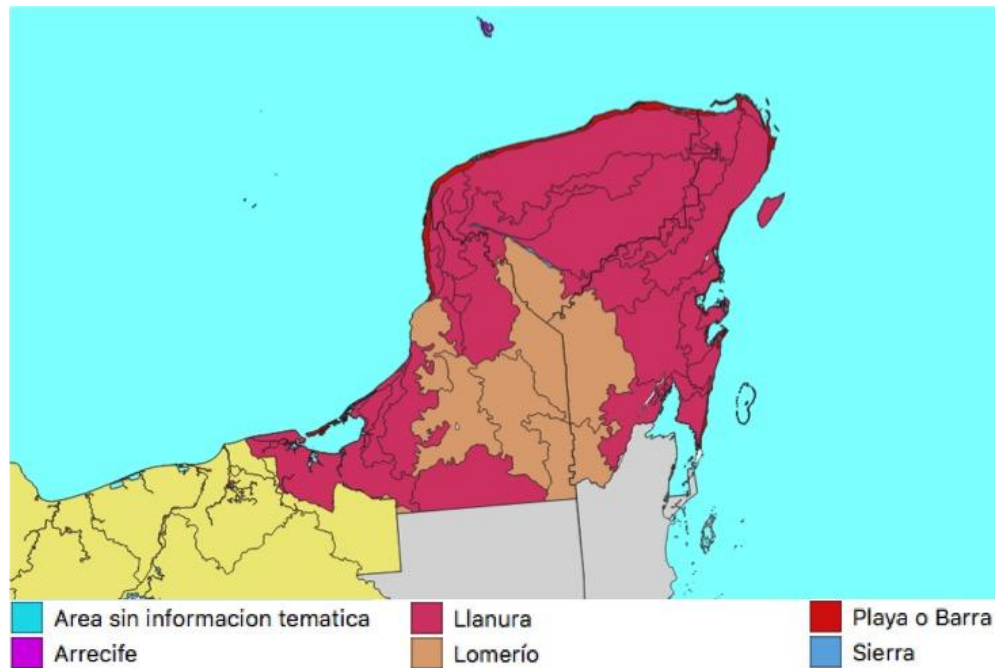 Area sin informacion tematica
Llanura
Playa o Barra
Arrecife
Lomerío
Sierra